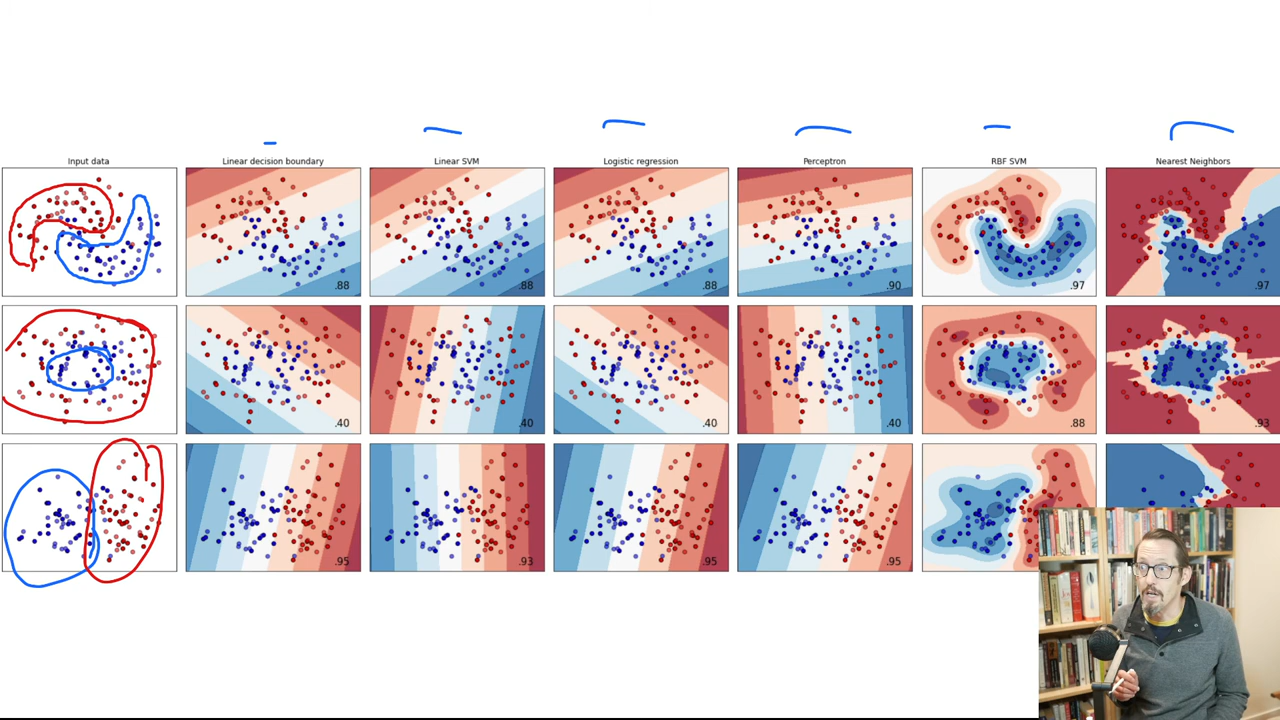 Input data
Linear decision boundary
Linear SVM
Logistic regression
Perceptron
RBF SVM
Nearest Neighbors
.88
.88
.88
.90
.97
.97
.40
.40
.40
.40
.88
.93
.95
.93
.95
.95